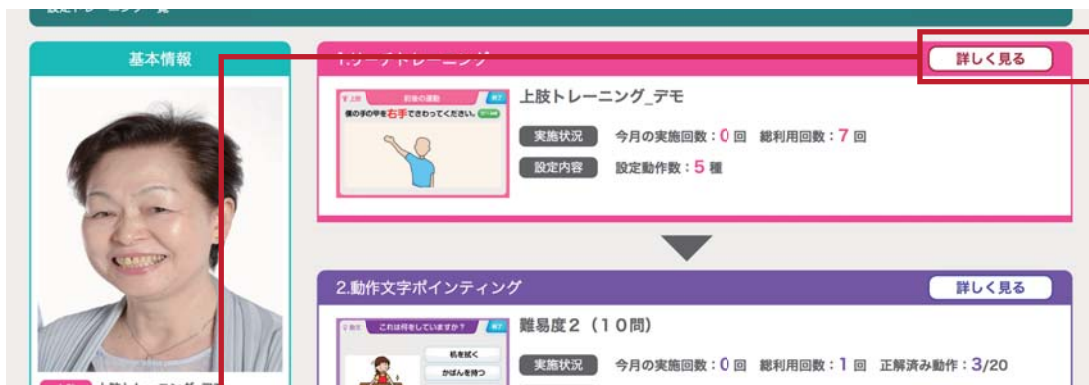 基本情報
1.リーチトレーニング
詳しく見る
上肢 前後の運動 終了
僕の手の甲を右手でさわってください。
上肢トレーニング_デモ
実施状況 今月の実施回数：0 回 総利用回数：7 回
設定内容 設定動作数：5 種
2.動作文字ポインティング
詳しく見る
これは何をしていますか？ 終了
机を拭く
かばんを持つ
難易度2（10問）
実施状況 今月の実施回数：0 回 総利用回数：1 回 正解済み動作：3/20